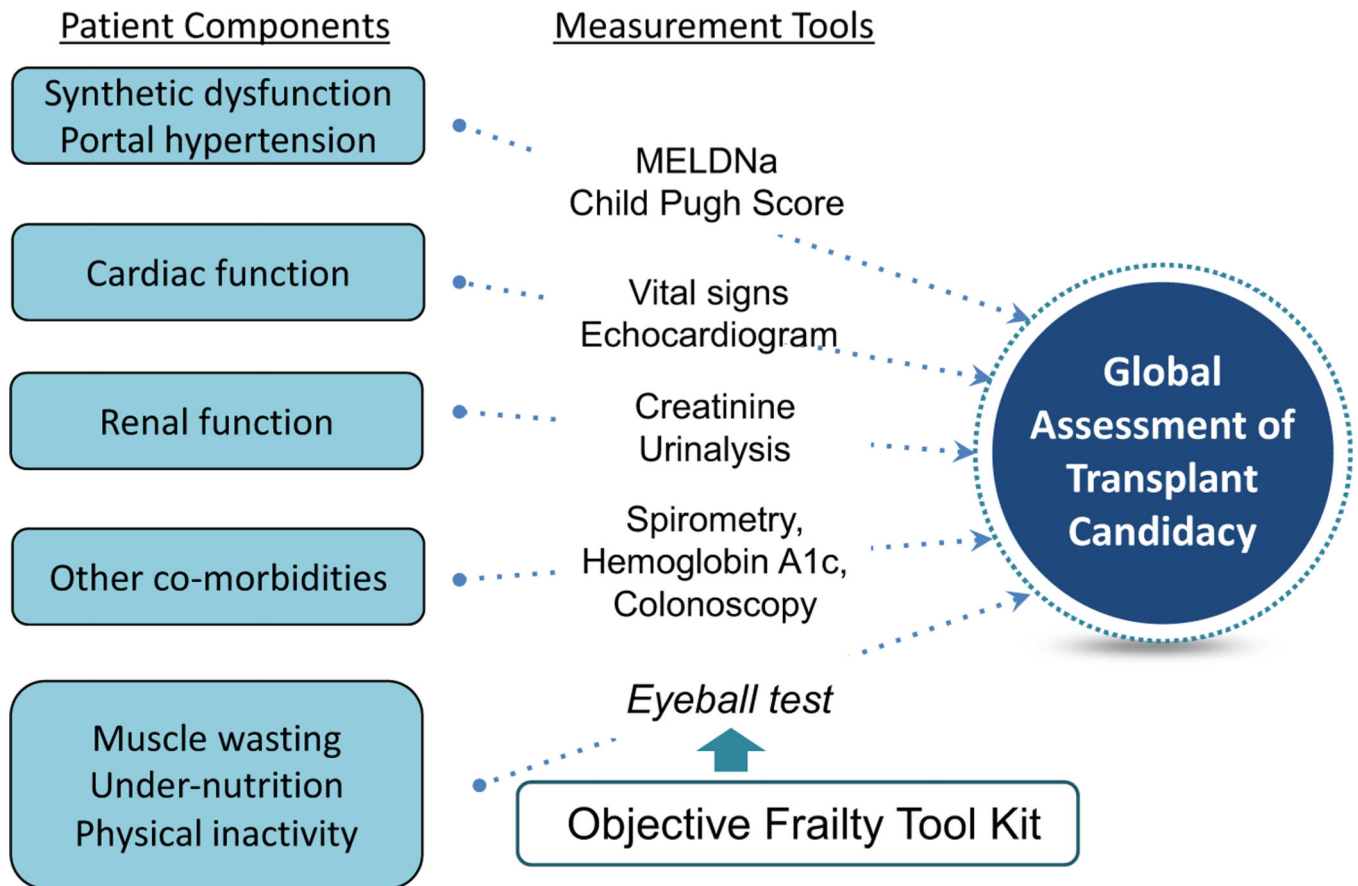 Patient Components
Measurement Tools
Synthetic dysfunction
Portal hypertension
MELDNa
Child Pugh Score
Cardiac function
Vital signs
Echocardiogram
Renal function
Creatinine
Urinalysis
Other co-morbidities
Spirometry,
Hemoglobin A1c,
Colonoscopy
Muscle wasting
Under-nutrition
Physical inactivity
Eyeball test
Objective Frailty Tool Kit
Global
Assessment of
Transplant
Candidacy